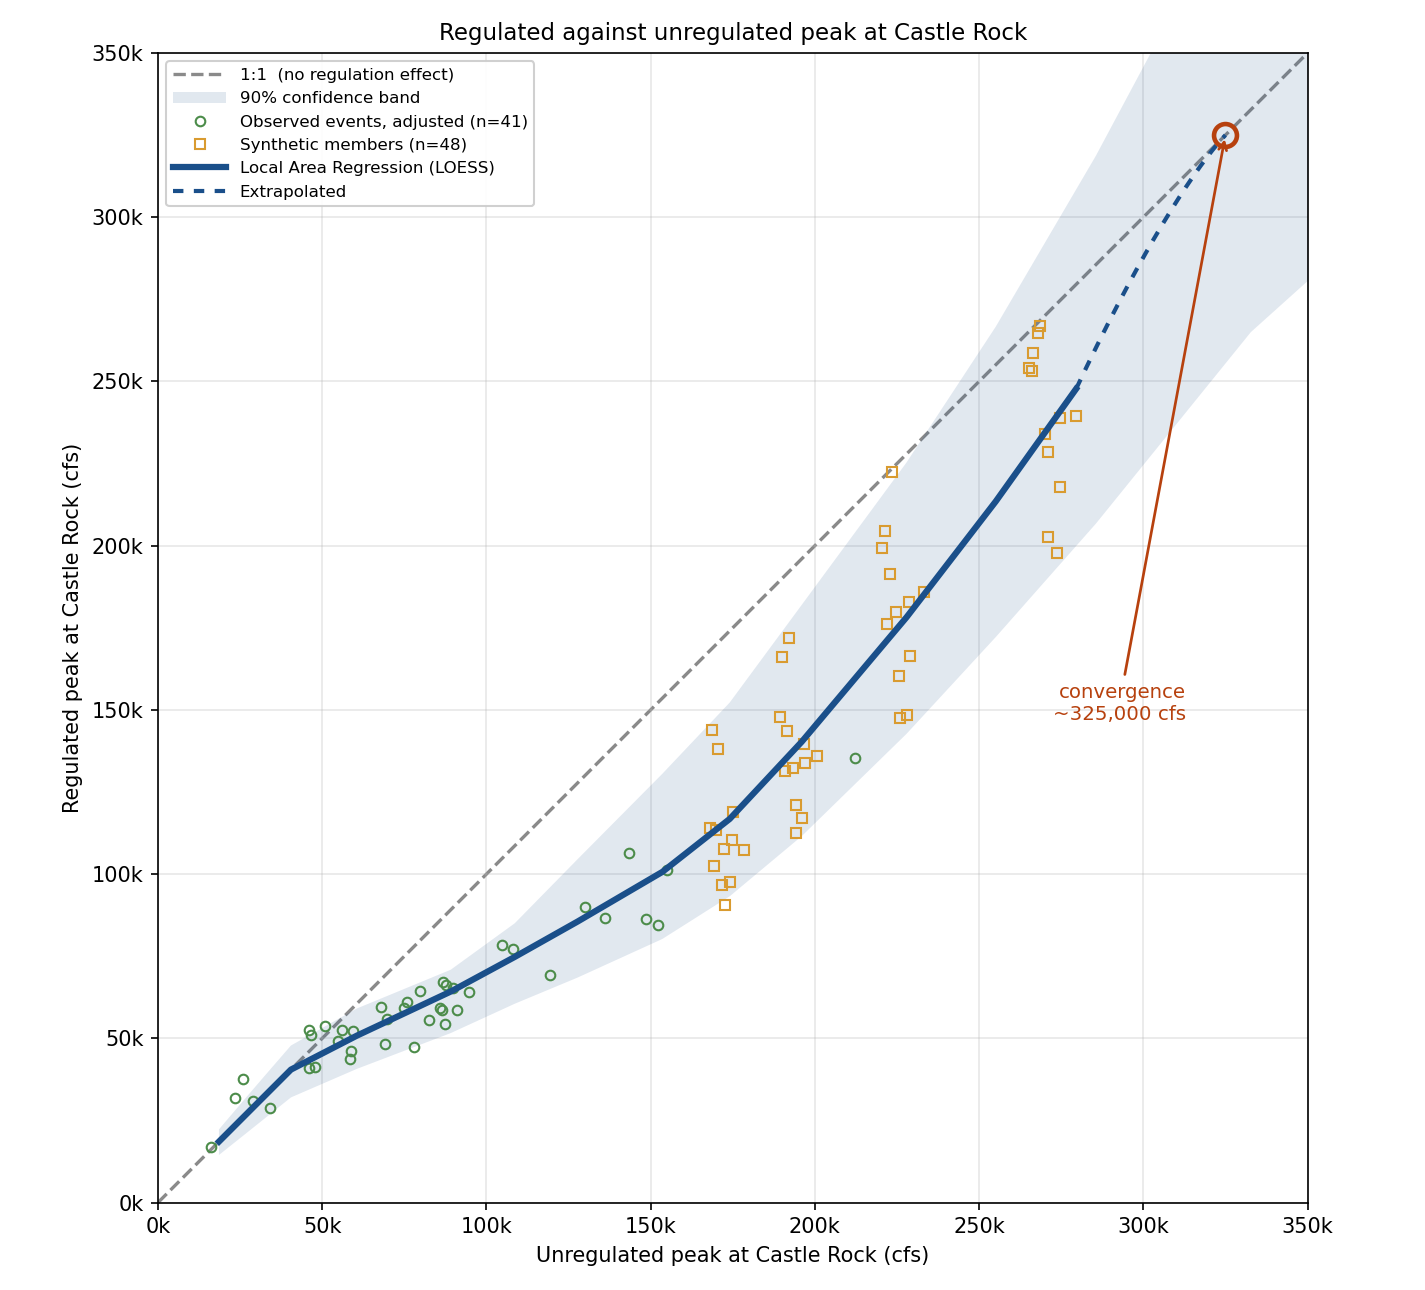 Regulated against unregulated peak at Castle Rock
350k
300k
250k
200k
150k
100k
50k
0k
Regulated peak at Castle Rock (cfs)
1:1  (no regulation effect)
90% confidence band
Observed events, adjusted (n=41)
Synthetic members (n=48)
Local Area Regression (LOESS)
Extrapolated
convergence
~325,000 cfs
0k
50k
100k
150k
200k
250k
300k
350k
Unregulated peak at Castle Rock (cfs)